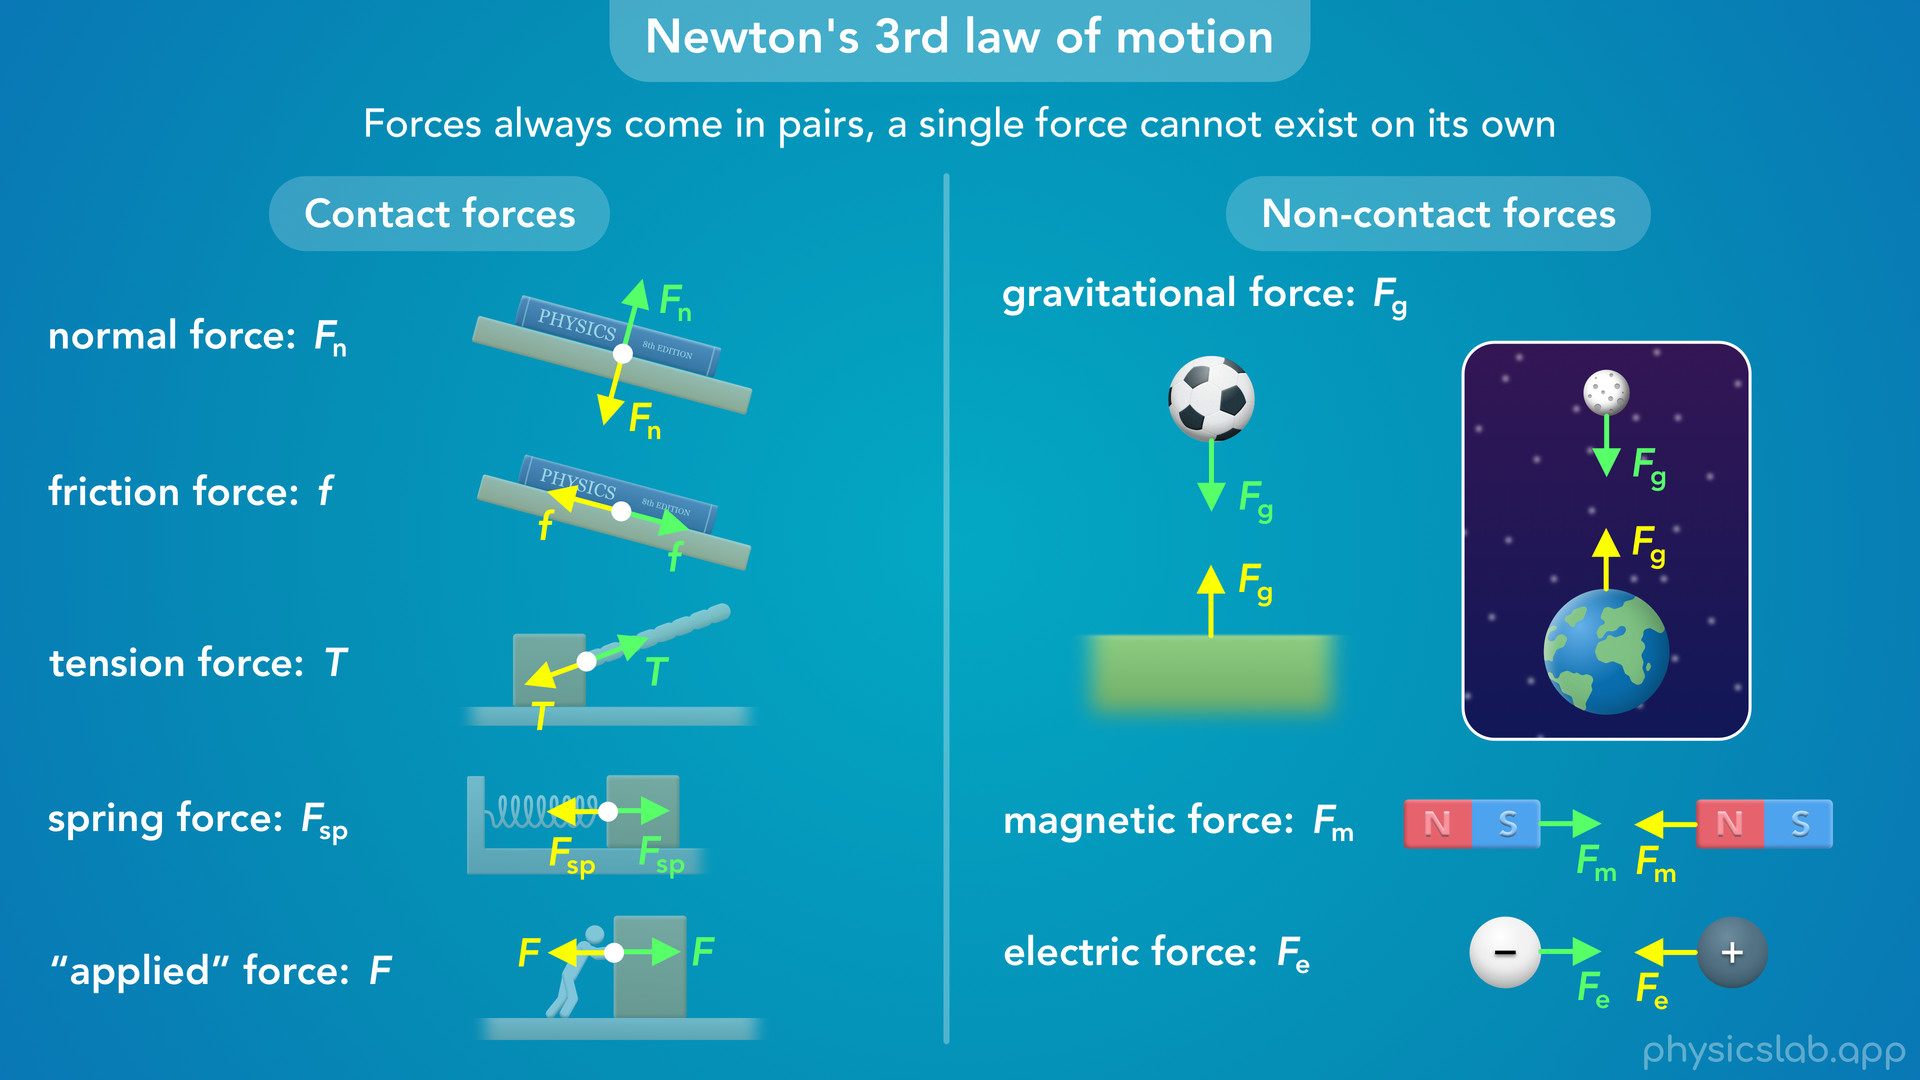 Newton's 3rd law of motion
Forces always come in pairs, a single force cannot exist on its own
Contact forces
normal force: Fn
PHYSICS 8th EDITION
Fn
Fn
friction force: f
PHYSICS 8th EDITION
f
f
tension force: T
T
T
spring force: Fsp
Fsp Fsp
“applied” force: F
F F
Non-contact forces
gravitational force: Fg
Fg
Fg
Fg
Fg
magnetic force: Fm
N S N S
Fm Fm
electric force: Fe
− +
Fe Fe
physicslab.app